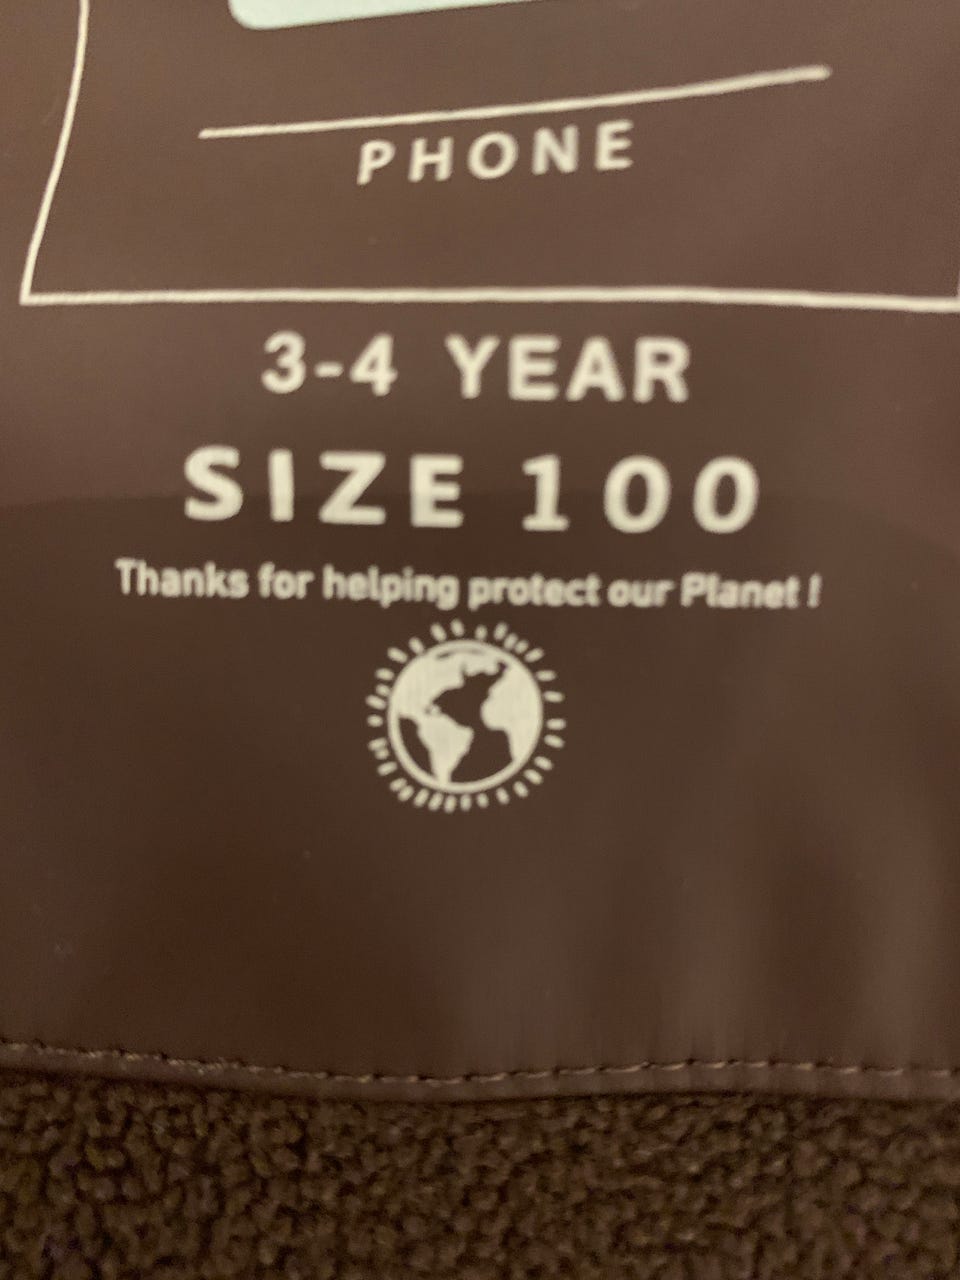 PHONE
3-4 YEAR
SIZE 100
Thanks for helping protect our Planet !